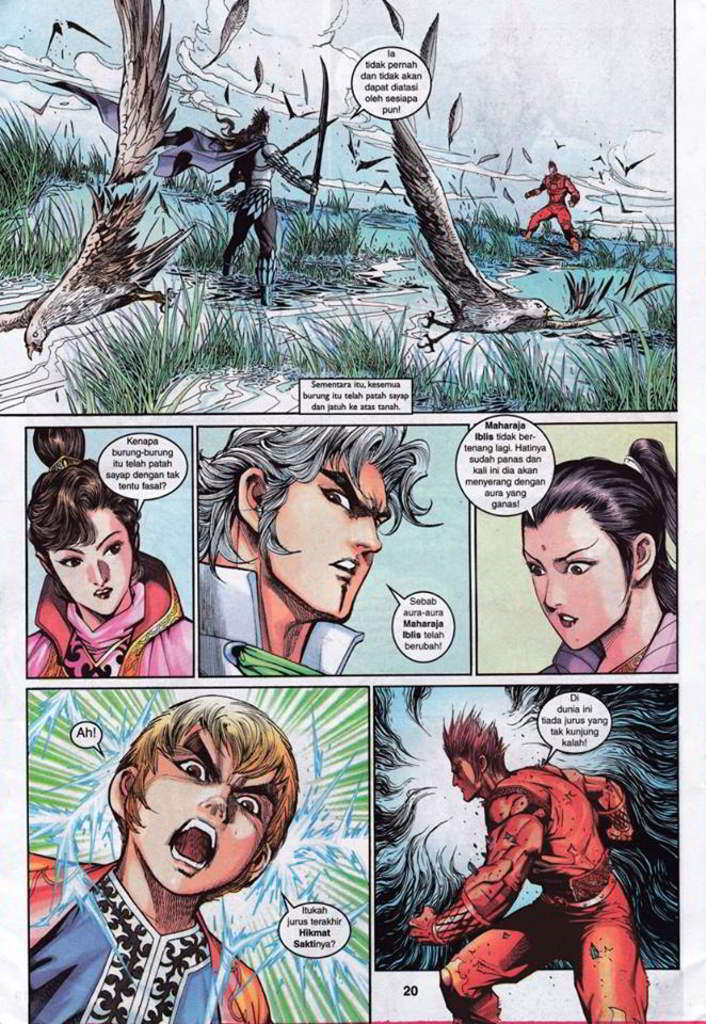 Ia
tidak pernah
dan tidak akan
dapat diatasi
oleh sesiapa
pun!
Sementara itu, kesemua
burung itu telah patah sayap
dan jatuh ke atas tanah.
Kenapa
burung-burung
itu telah patah
sayap dengan tak
tentu fasal?
Sebab
aura-aura
Maharaja
Iblis telah
berubah!
Maharaja
Iblis tidak ber-
tenang lagi. Hatinya
sudah panas dan
kali ini dia akan
menyerang dengan
aura yang
ganas!
Ah!
Itukah
jurus terakhir
Hikmat
Saktinya?
Di
dunia ini
tiada jurus yang
tak kunjung
kalah!
20